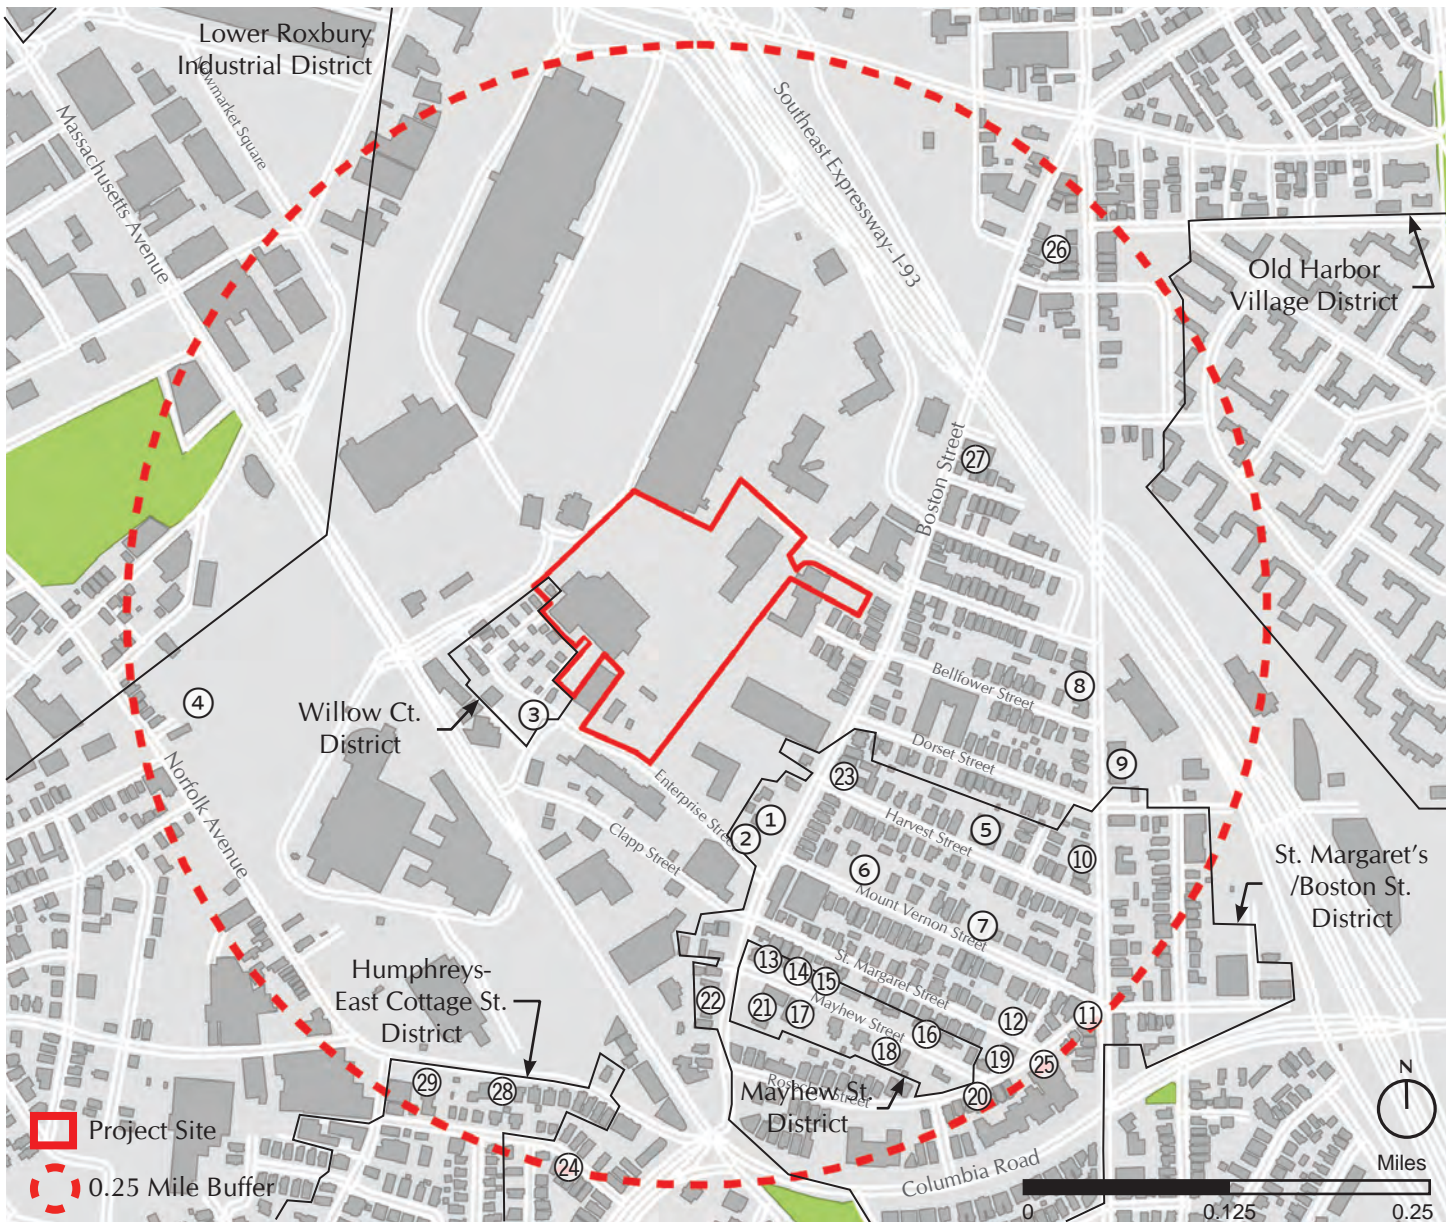 Lower Roxbury
Industrial District
Newmarket Square
Massachusetts Avenue
Southeast Expressway- I-93
26
Old Harbor
Village District
27
Boston Street
Bellflower Street
8
4
Willow Ct.
District
3
Dorset Street
9
Norfolk Avenue
Enterprise Street
Clapp Street
23
1
2
Harvest Street
5
10
6
Mount Vernon Street
7
St. Margaret's
/Boston St.
District
Humphreys-
East Cottage St.
District
13
14
15
St. Margaret Street
22
21
17
Mayhew Street
16
12
11
18
19
25
20
Mayhew St.
District
29
28
24
Columbia Road
Project Site
0.25 Mile Buffer
N
Miles
0
0.125
0.25